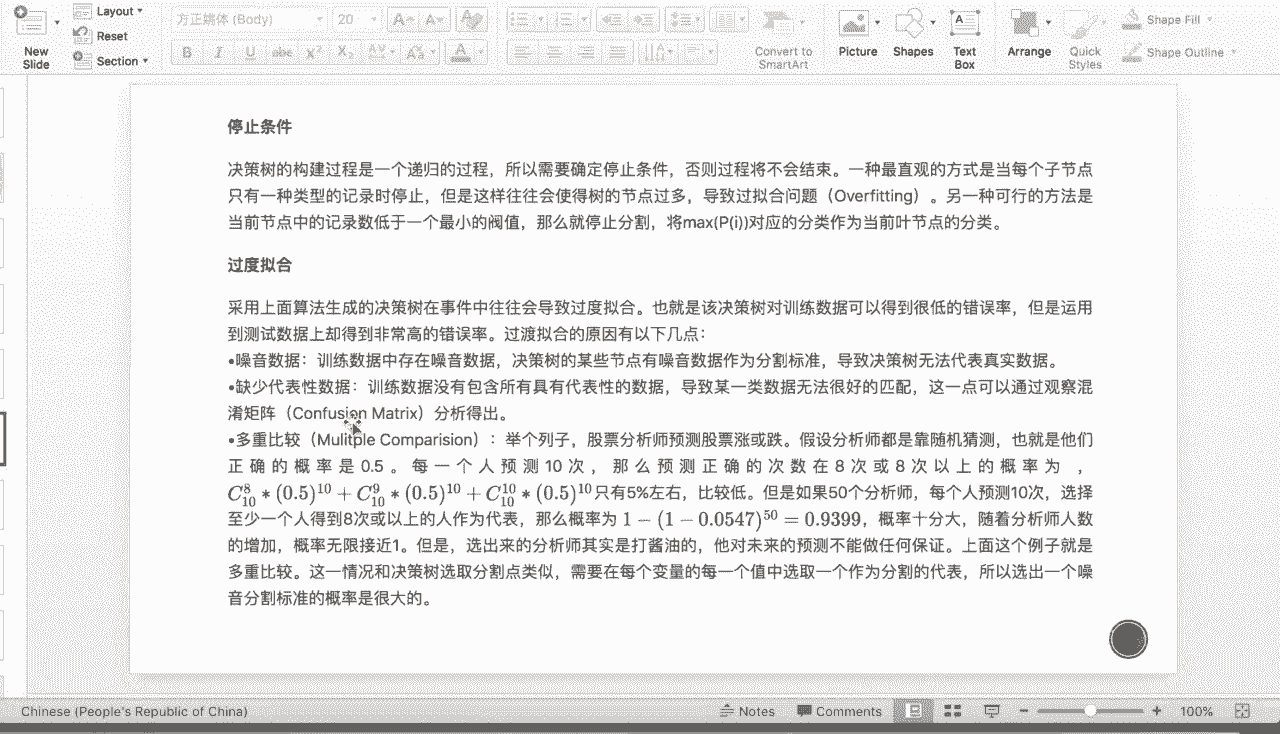 Layout
Reset
Section
New
Slide
方正姚体 (Body)
20
A A
B I U abc X² X₂ AV Aa A
Convert to
SmartArt
Picture
Shapes
Text
Box
Arrange
Quick
Styles
Shape Fill
Shape Outline
停止条件
决策树的构建过程是一个递归的过程，所以需要确定停止条件，否则过程将不会结束。一种最直观的方式是当每个子节点
只有一种类型的记录时停止，但是这样往往会使得树的节点过多，导致过拟合问题（Overfitting）。另一种可行的方法是
当前节点中的记录数低于一个最小的阀值，那么就停止分割，将max(P(i))对应的分类作为当前叶节点的分类。
过度拟合
采用上面算法生成的决策树在事件中往往会导致过度拟合。也就是该决策树对训练数据可以得到很低的错误率，但是运用
到测试数据上却得到非常高的错误率。过渡拟合的原因有以下几点：
•噪音数据：训练数据中存在噪音数据，决策树的某些节点有噪音数据作为分割标准，导致决策树无法代表真实数据。
•缺少代表性数据：训练数据没有包含所有具有代表性的数据，导致某一类数据无法很好的匹配，这一点可以通过观察混
淆矩阵（Confusion Matrix）分析得出。
•多重比较（Mulitple Comparision）：举个列子，股票分析师预测股票涨或跌。假设分析师都是靠随机猜测，也就是他们
正确的概率是0.5。每一个人预测10次，那么预测正确的次数在8次或8次以上的概率为，
$C_{10}^{8} * (0.5)^{10} + C_{10}^{9} * (0.5)^{10} + C_{10}^{10} * (0.5)^{10}$只有5%左右，比较低。但是如果50个分析师，每个人预测10次，选择
至少一个人得到8次或以上的人作为代表，那么概率为 $1 - (1 - 0.0547)^{50} = 0.9399$，概率十分大，随着分析师人数
的增加，概率无限接近1。但是，选出来的分析师其实是打酱油的，他对未来的预测不能做任何保证。上面这个例子就是
多重比较。这一情况和决策树选取分割点类似，需要在每个变量的每一个值中选取一个作为分割的代表，所以选出一个噪
音分割标准的概率是很大的。
Chinese (People's Republic of China)
Notes
Comments
100%